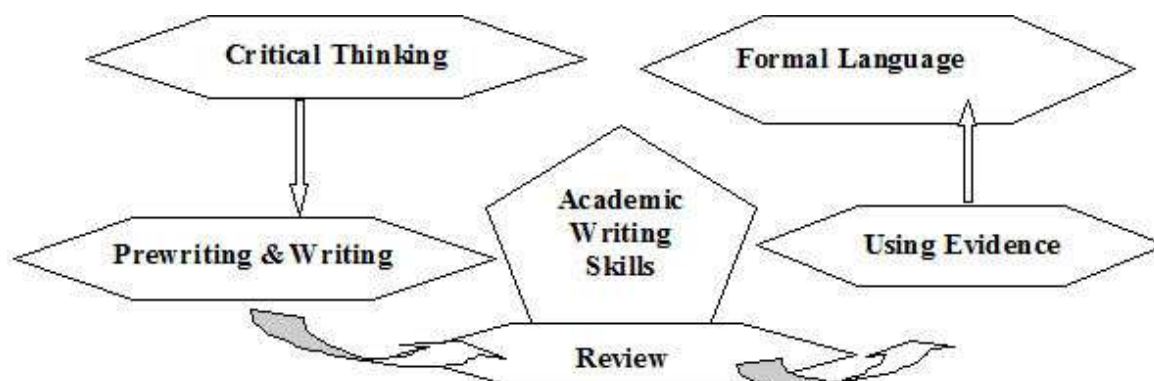 Critical Thinking
Formal Language
Academic
Writing
Skills
Prewriting & Writing
Using Evidence
Review